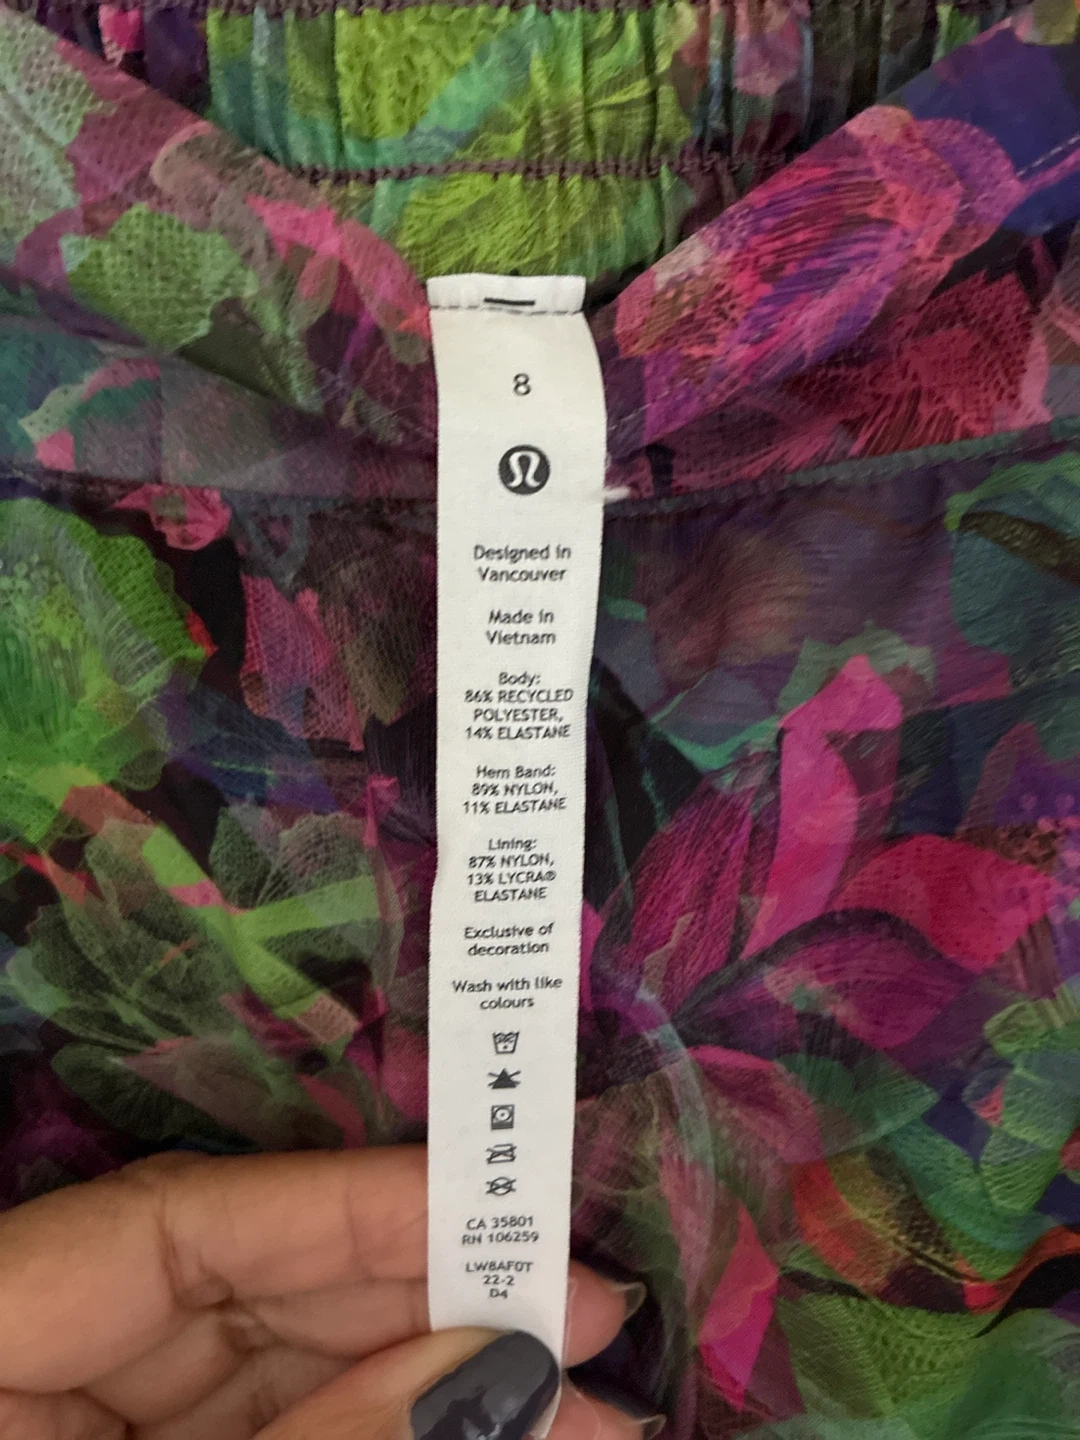 8
Designed in
Vancouver
Made in
Vietnam
Body:
86% RECYCLED
POLYESTER,
14% ELASTANE
Hem Band:
89% NYLON,
11% ELASTANE
Lining:
87% NYLON,
13% LYCRA®
ELASTANE
Exclusive of
decoration
Wash with like
colours
CA 35801
RN 106259
LW8AF0T
22-2
D4